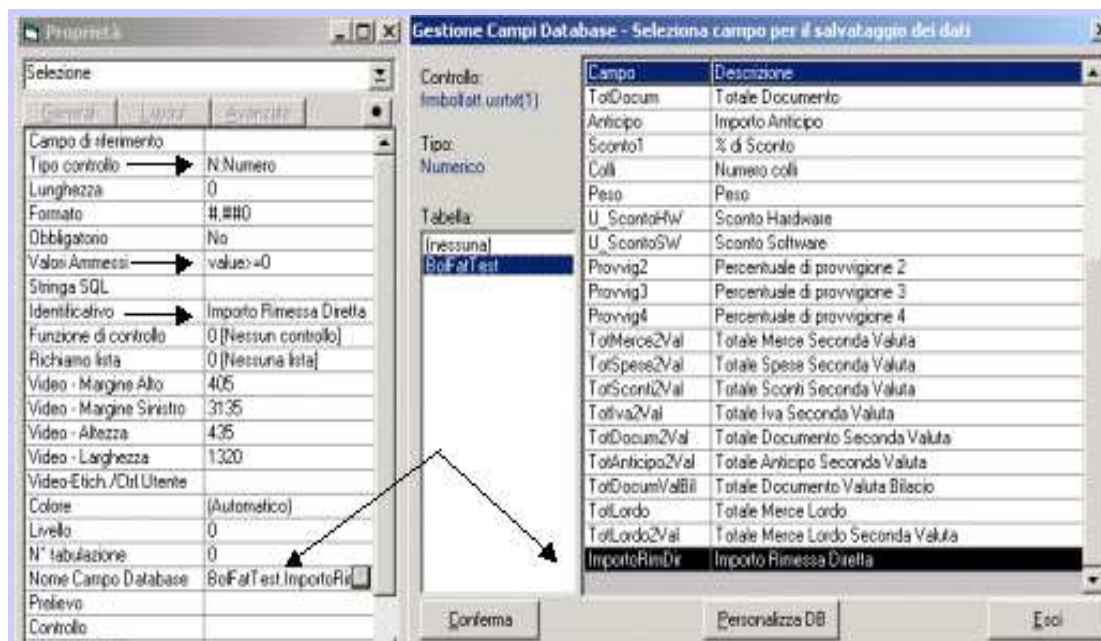 Proprietà
Selezione
Generali Layout Avanzate
Campo di riferimento
Tipo controllo N:Numero
Lunghezza 0
Formato #,##0
Obbligatorio No
Valori Ammessi value>=0
Stringa SQL
Identificativo Importo Rimessa Diretta
Funzione di controllo 0 [Nessun controllo]
Richiamo lista 0 [Nessuna lista]
Video - Margine Alto 405
Video - Margine Sinistro 3135
Video - Altezza 435
Video - Larghezza 1320
Video-Etich./Ctrl.Utente
Colore (Automatico)
Livello 0
N° tabulazione 0
Nome Campo Database BolFatTest.ImportoRi
Prelievo
Controllo
Gestione Campi Database - Seleziona campo per il salvataggio dei dati
Controllo:
frmbolfatt.usrtxt(1)
Tipo:
Numerico
Tabella:
(nessuna)
BolFatTest
Campo Descrizione
TotDocum Totale Documento
Anticipo Importo Anticipo
Sconto1 % di Sconto
Colli Numero colli
Peso Peso
U_ScontoHW Sconto Hardware
U_ScontoSW Sconto Software
Provvig2 Percentuale di provvigione 2
Provvig3 Percentuale di provvigione 3
Provvig4 Percentuale di provvigione 4
TotMerce2Val Totale Merce Seconda Valuta
TotSpese2Val Totale Spese Seconda Valuta
TotSconti2Val Totale Sconti Seconda Valuta
TotIva2Val Totale Iva Seconda Valuta
TotDocum2Val Totale Documento Seconda Valuta
TotAnticipo2Val Totale Anticipo Seconda Valuta
TotDocumValBil Totale Documento Valuta Bilacio
TotLordo Totale Merce Lordo
TotLordo2Val Totale Merce Lordo Seconda Valuta
ImportoRimDir Importo Rimessa Diretta
Conferma Personalizza DB Esci